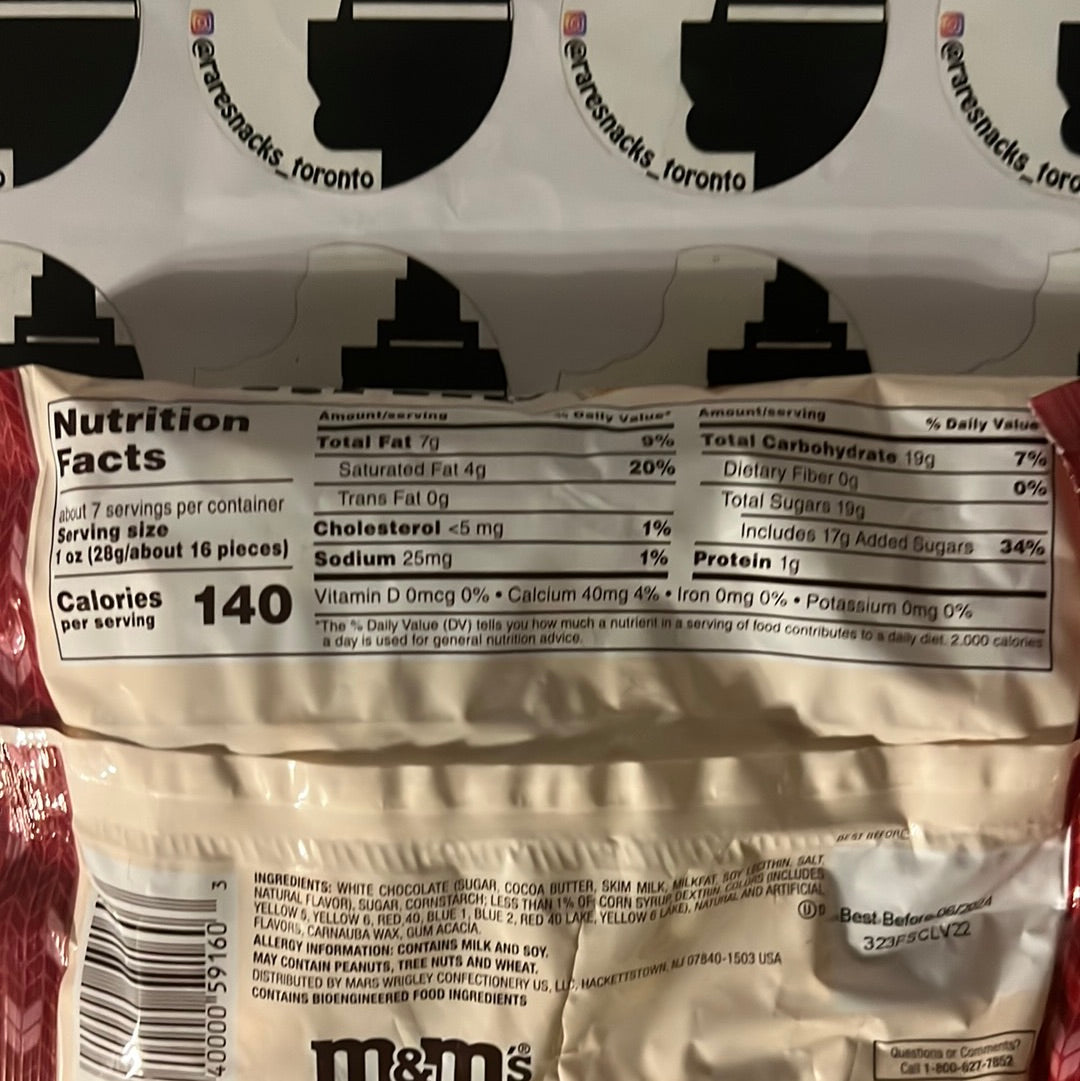 @raresnacks_toronto
@raresnacks_toronto
@raresnacks_toro
Nutrition
Facts
about 7 servings per container
Serving size
1 oz (28g/about 16 pieces)
Calories 140
per serving
Amount/serving % Daily Value*
Total Fat 7g 9%
Saturated Fat 4g 20%
Trans Fat 0g
Cholesterol <5 mg 1%
Sodium 25mg 1%
Amount/serving % Daily Value
Total Carbohydrate 19g 7%
Dietary Fiber 0g 0%
Total Sugars 19g
Includes 17g Added Sugars 34%
Protein 1g
Vitamin D 0mcg 0% • Calcium 40mg 4% • Iron 0mg 0% • Potassium 0mg 0%
*The % Daily Value (DV) tells you how much a nutrient in a serving of food contributes to a daily diet. 2,000 calories
a day is used for general nutrition advice.
BEST BEFORE
INGREDIENTS: WHITE CHOCOLATE (SUGAR, COCOA BUTTER, SKIM MILK, MILKFAT, SOY LECITHIN, SALT,
NATURAL FLAVOR), SUGAR, CORNSTARCH; LESS THAN 1% OF: CORN SYRUP, DEXTRIN, COLORS (INCLUDES
YELLOW 5, YELLOW 6, RED 40, BLUE 1, BLUE 2, RED 40 LAKE, YELLOW 6 LAKE), NATURAL AND ARTIFICIAL
FLAVORS, CARNAUBA WAX, GUM ACACIA.
ALLERGY INFORMATION: CONTAINS MILK AND SOY.
MAY CONTAIN PEANUTS, TREE NUTS AND WHEAT.
DISTRIBUTED BY MARS WRIGLEY CONFECTIONERY US, LLC, HACKETTSTOWN, NJ 07840-1503 USA
CONTAINS BIOENGINEERED FOOD INGREDIENTS
U D
Best Before 06/2024
323F5CLV22
40000 59160 3
m&m's®
Questions or Comments?
Call 1-800-627-7852